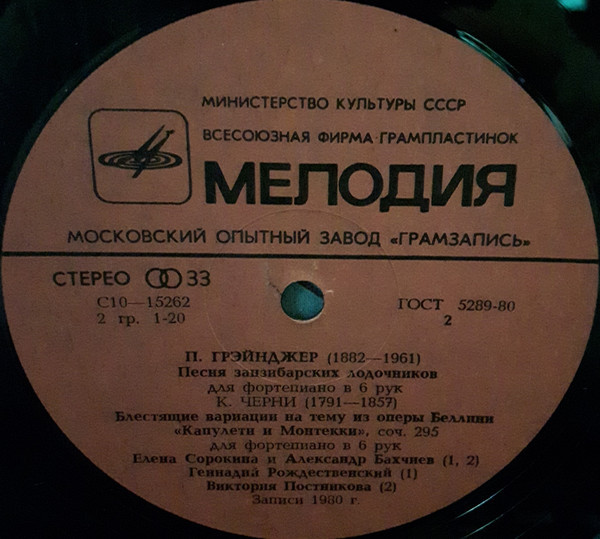 МИНИСТЕРСТВО КУЛЬТУРЫ СССР
ВСЕСОЮЗНАЯ ФИРМА ГРАМПЛАСТИНОК
МЕЛОДИЯ
МОСКОВСКИЙ ОПЫТНЫЙ ЗАВОД «ГРАМЗАПИСЬ»
СТЕРЕО 33
С10—15262
ГОСТ 5289-80
2 гр. 1-20
2
П. ГРЭЙНДЖЕР (1882—1961)
Песня занзибарских лодочников
для фортепиано в 6 рук
К. ЧЕРНИ (1791—1857)
Блестящие вариации на тему из оперы Беллини
«Капулети и Монтекки», соч. 295
для фортепиано в 6 рук
Елена Сорокина и Александр Бахчиев (1, 2)
Геннадий Рождественский (1)
Виктория Постникова (2)
Записи 1980 г.